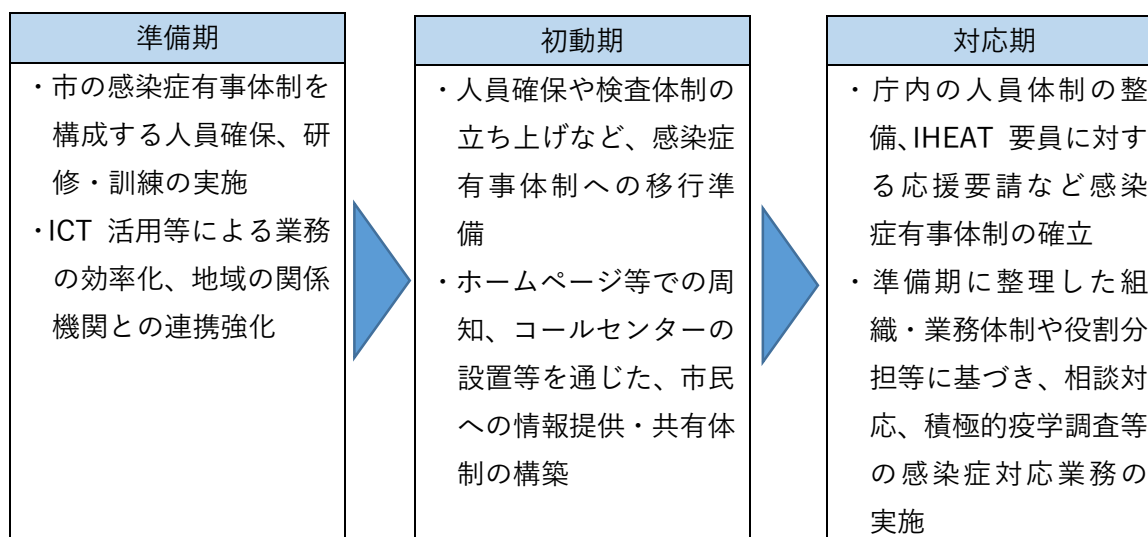 準備期
・市の感染症有事体制を
構成する人員確保、研
修・訓練の実施
・ICT 活用等による業務
の効率化、地域の関係
機関との連携強化
初動期
・人員確保や検査体制の
立ち上げなど、感染症
有事体制への移行準
備
・ホームページ等での周
知、コールセンターの
設置等を通じた、市民
への情報提供・共有体
制の構築
対応期
・庁内の人員体制の整
備、IHEAT 要員に対す
る応援要請など感染
症有事体制の確立
・準備期に整理した組
織・業務体制や役割分
担等に基づき、相談対
応、積極的疫学調査等
の感染症対応業務の
実施